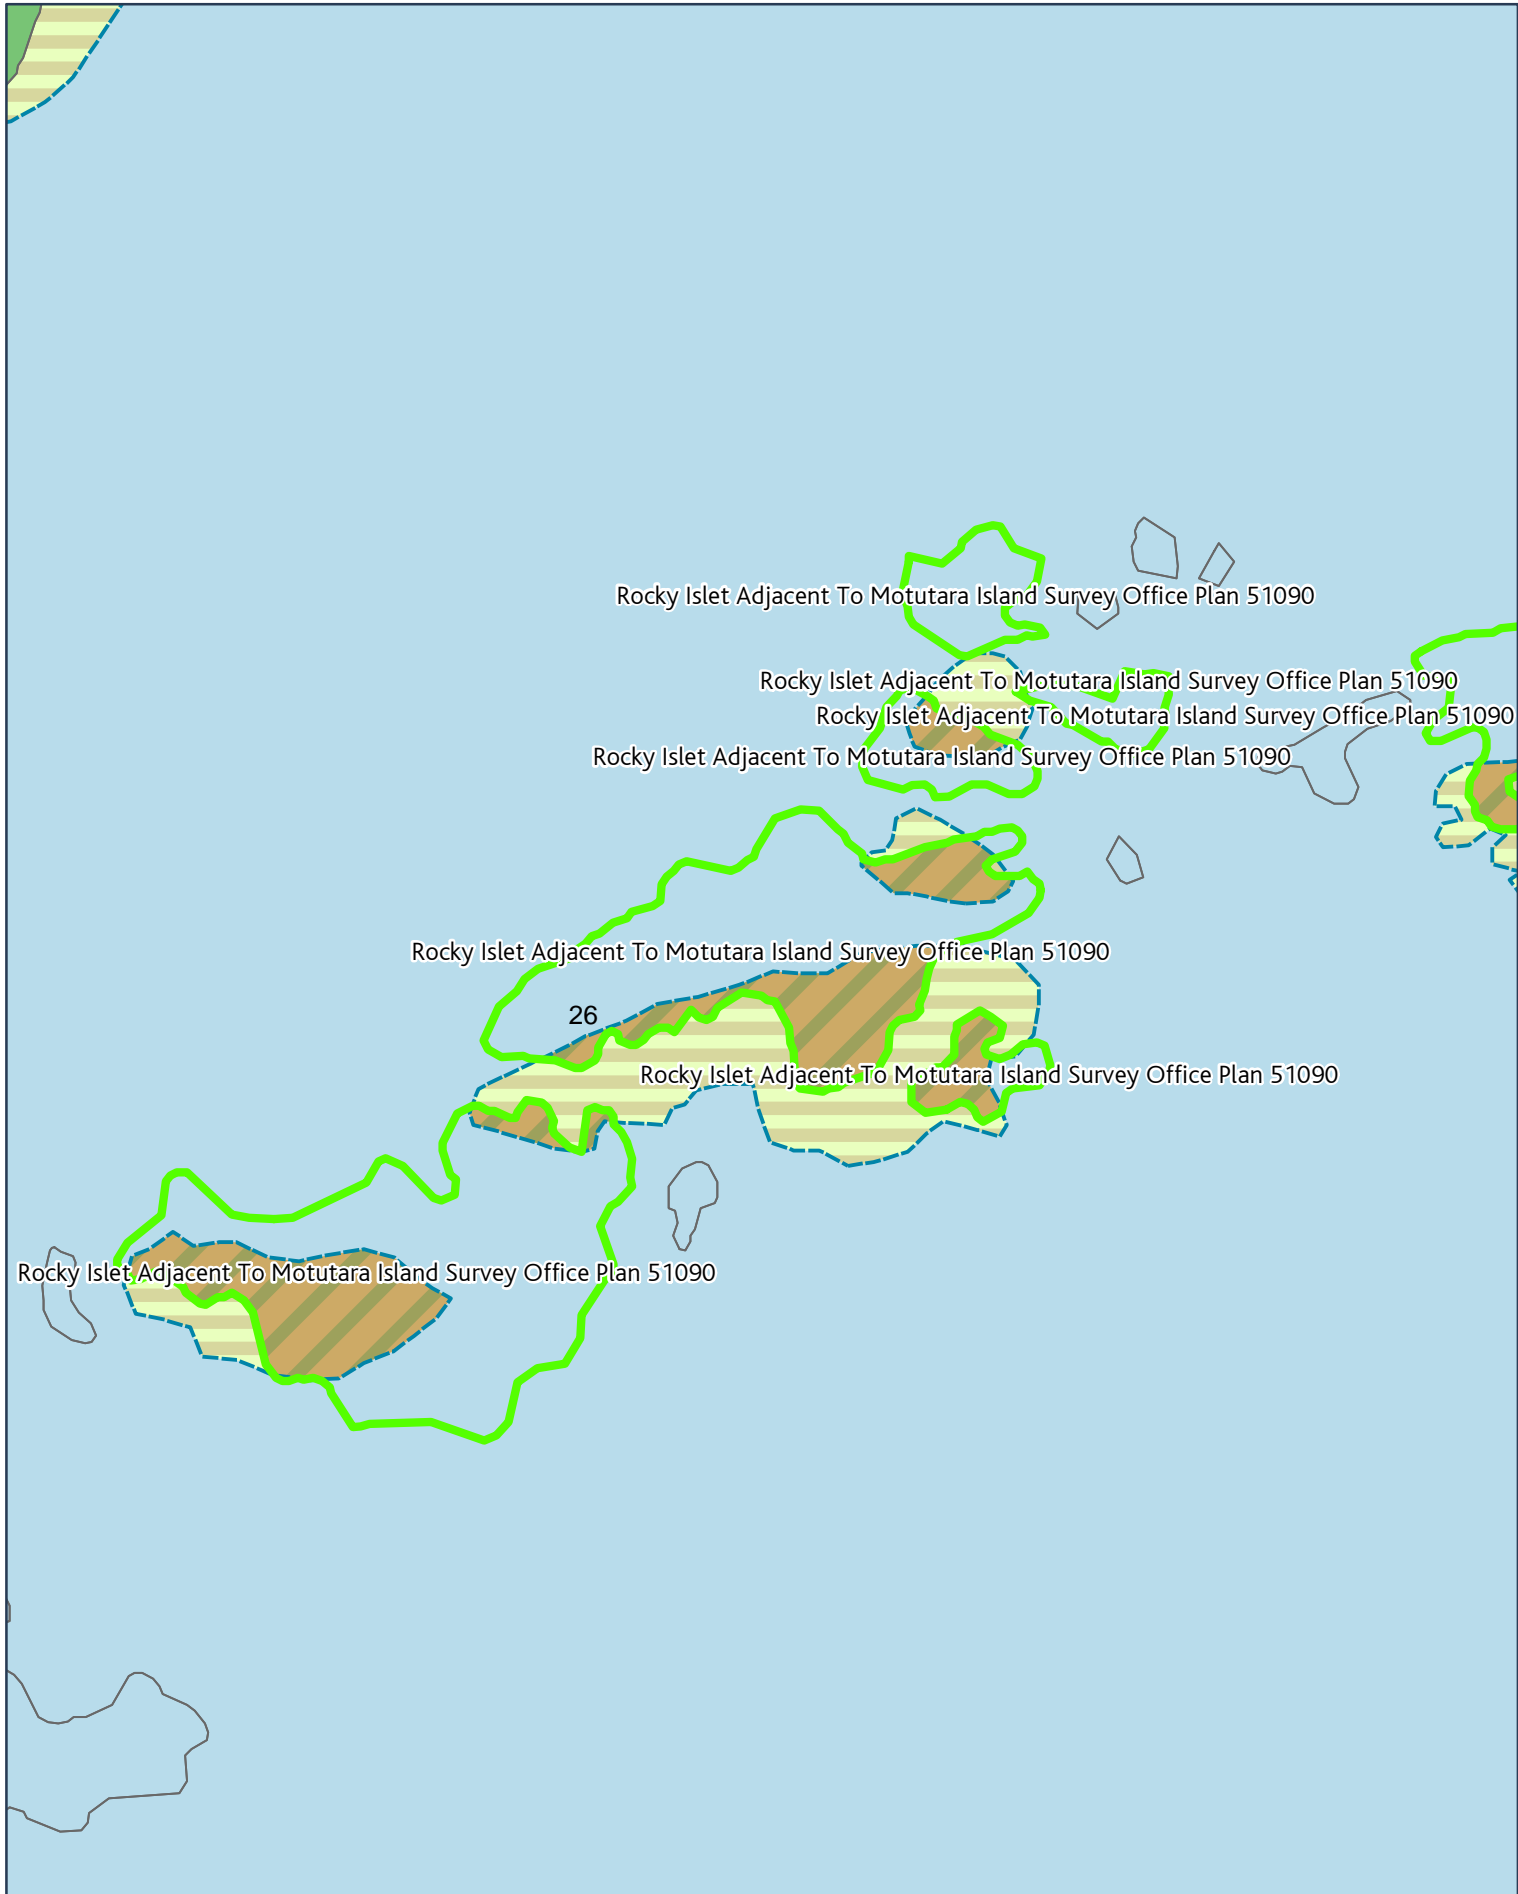 Rocky Islet Adjacent To Motutara Island Survey Office Plan 51090
Rocky Islet Adjacent To Motutara Island Survey Office Plan 51090
Rocky Islet Adjacent To Motutara Island Survey Office Plan 51090
Rocky Islet Adjacent To Motutara Island Survey Office Plan 51090
Rocky Islet Adjacent To Motutara Island Survey Office Plan 51090
26
Rocky Islet Adjacent To Motutara Island Survey Office Plan 51090
Rocky Islet Adjacent To Motutara Island Survey Office Plan 51090